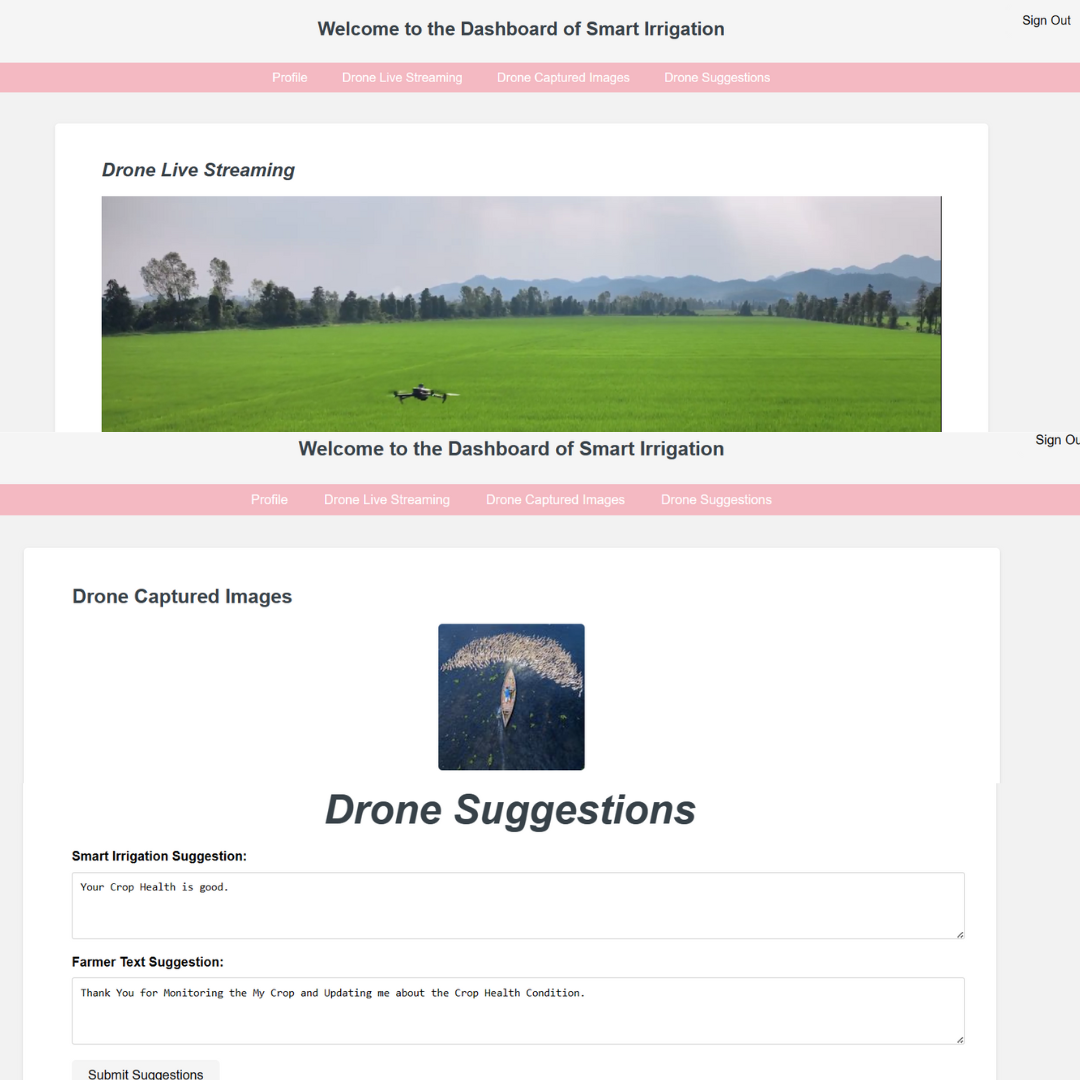 Welcome to the Dashboard of Smart Irrigation
Sign Out
Profile Drone Live Streaming Drone Captured Images Drone Suggestions
Drone Live Streaming
Welcome to the Dashboard of Smart Irrigation
Sign Ou
Profile Drone Live Streaming Drone Captured Images Drone Suggestions
Drone Captured Images
Drone Suggestions
Smart Irrigation Suggestion:
Your Crop Health is good.
Farmer Text Suggestion:
Thank You for Monitoring the My Crop and Updating me about the Crop Health Condition.
Submit Suggestions